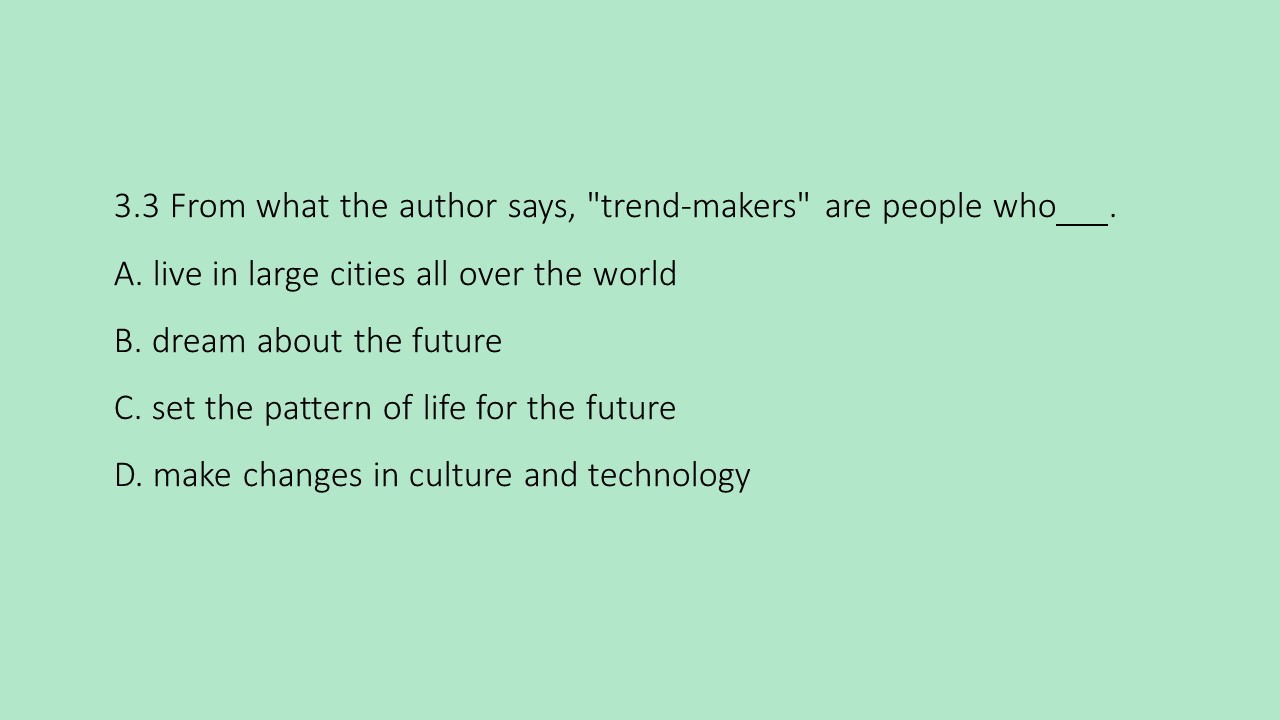 3.3 From what the author says, "trend-makers" are people who___.
A. live in large cities all over the world
B. dream about the future
C. set the pattern of life for the future
D. make changes in culture and technology